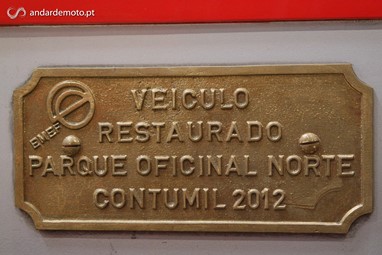 andardemoto.pt
EMEF
VEICULO
RESTAURADO
PARQUE OFICINAL NORTE
CONTUMIL 2012